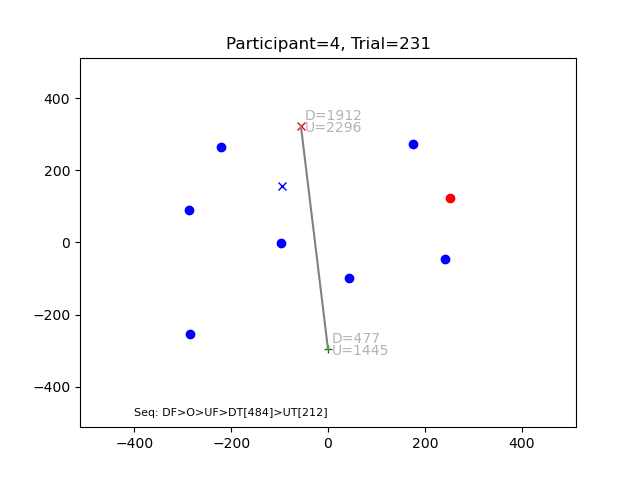 Participant=4, Trial=231
D=1912
U=2296
D=477
U=1445
Seq: DF>O>UF>DT[484]>UT[212]
400
200
0
−200
−400
−400
−200
0
200
400